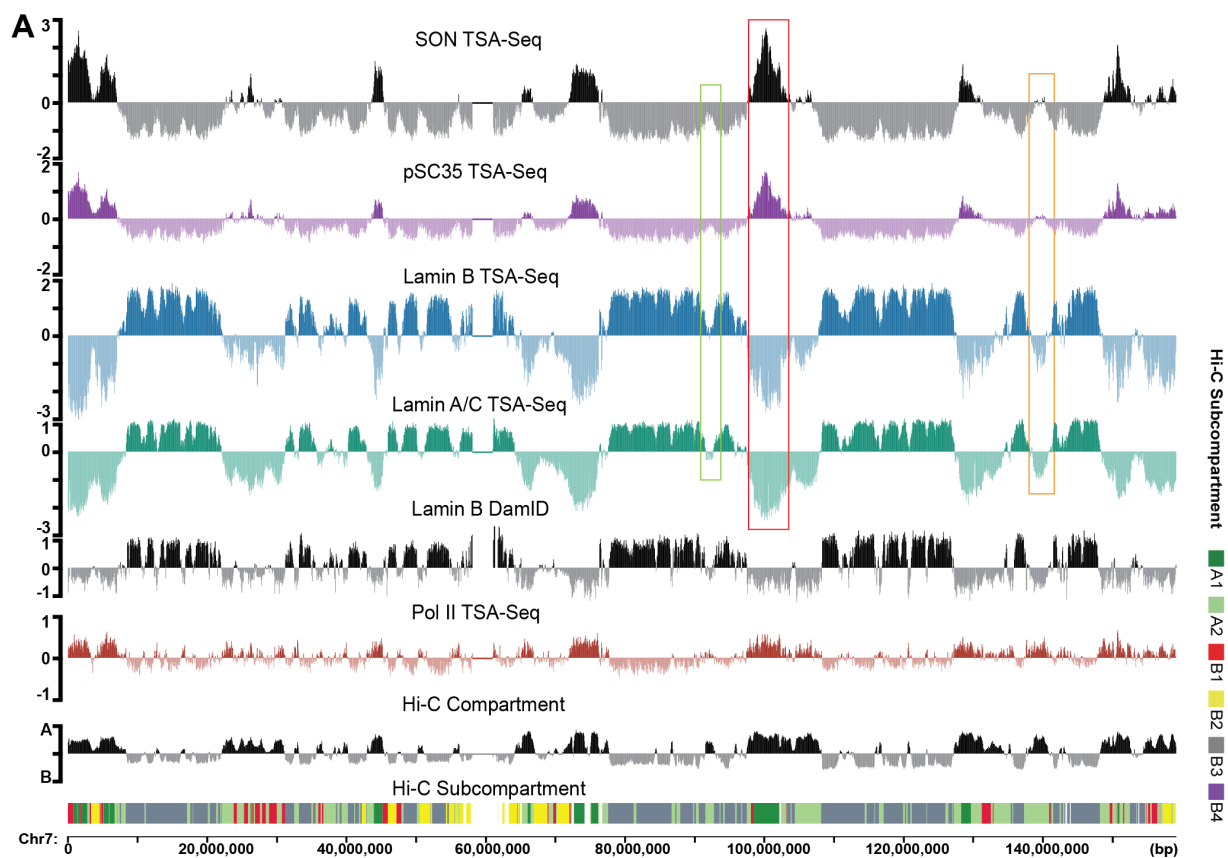 A
SON TSA-Seq
3
0
-2
pSC35 TSA-Seq
2
0
-2
Lamin B TSA-Seq
2
0
-3
Lamin A/C TSA-Seq
1
0
-3
Lamin B DamID
1
0
-1
Pol II TSA-Seq
1
0
-1
Hi-C Compartment
A
B
Hi-C Subcompartment
Chr7:
0
20,000,000
40,000,000
60,000,000
80,000,000
100,000,000
120,000,000
140,000,000
(bp)
Hi-C Subcompartment
A1
A2
B1
B2
B3
B4